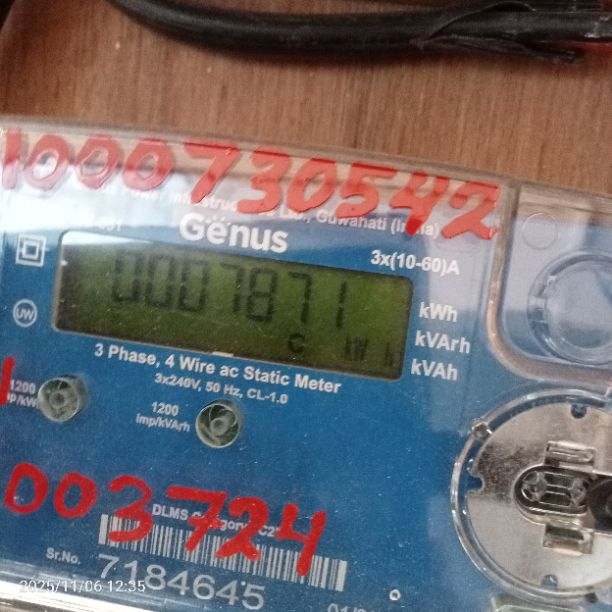 1000730542
Guwahati (India)
Genus
3x(10-60)A
0007871
kWh
C kW h
kVArh
kVAh
3 Phase, 4 Wire ac Static Meter
3x240V, 50 Hz, CL-1.0
UW
1200
1200
Imp/kVArh
003724
DLMS
Sr.No. 7184645
2025/11/06 12:35